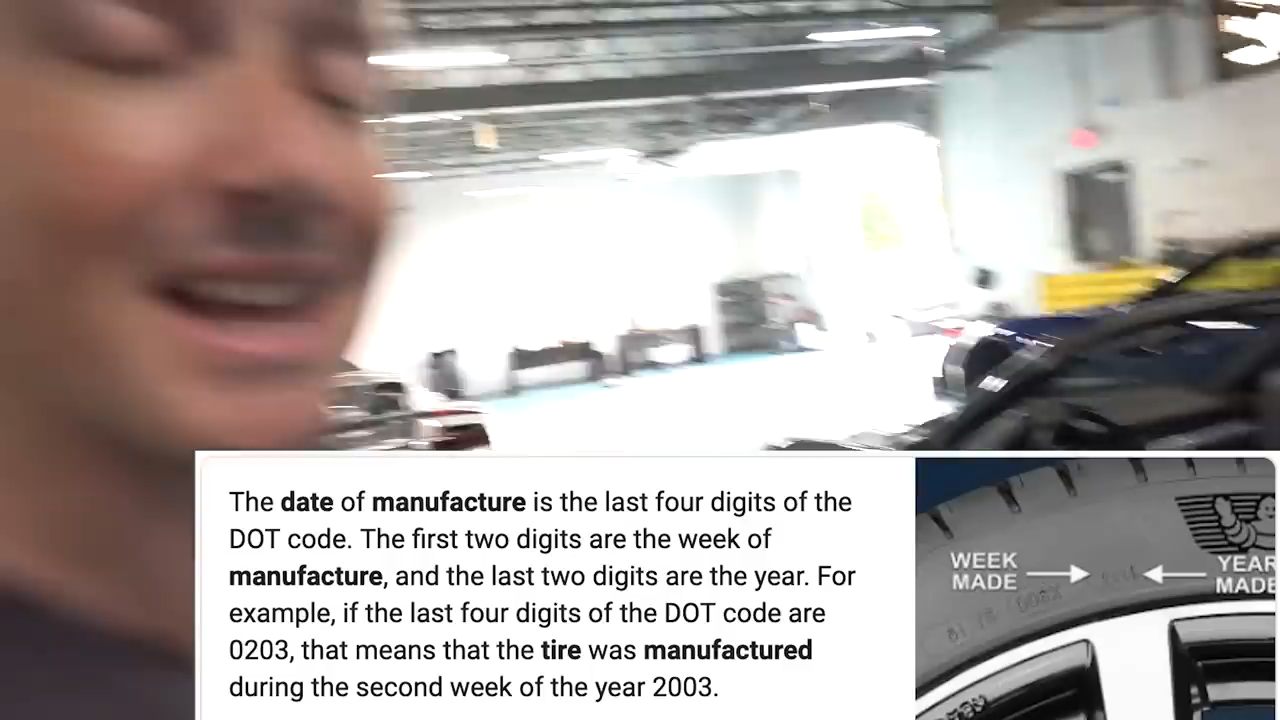 The date of manufacture is the last four digits of the
DOT code. The first two digits are the week of
manufacture, and the last two digits are the year. For
example, if the last four digits of the DOT code are
0203, that means that the tire was manufactured
during the second week of the year 2003.
WEEK
MADE
YEAR
MADE